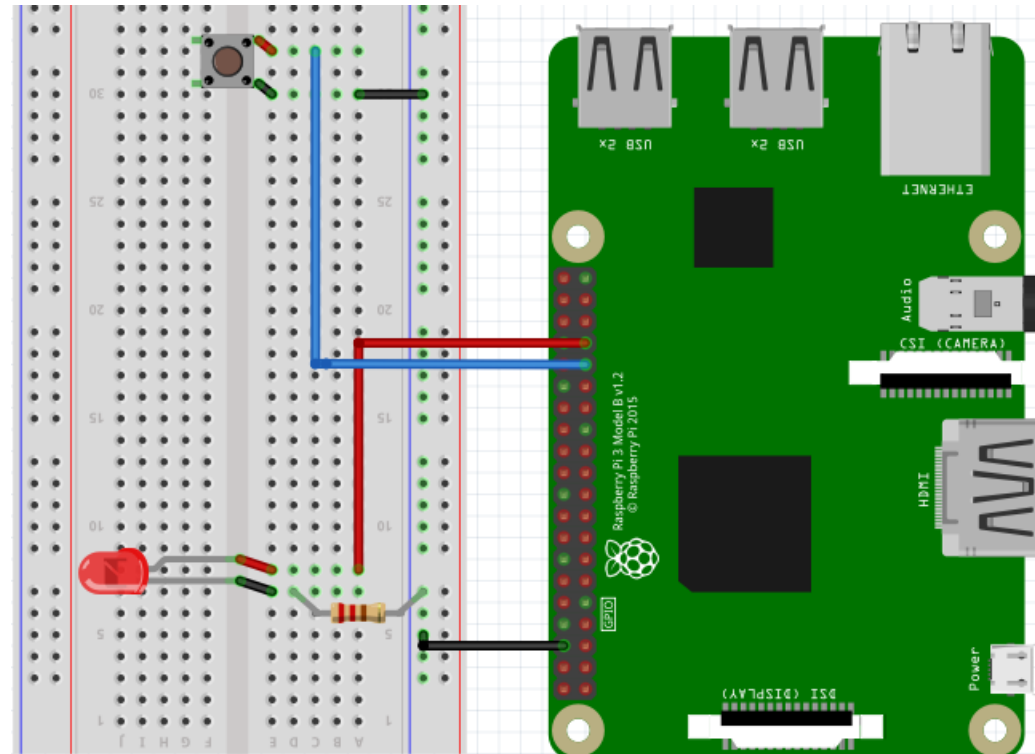 30
30
25
25
20
20
15
15
10
10
5
5
1
1
J I H G F E D C B A
USB 2x
USB 2x
ETHERNET
Audio
CSI (CAMERA)
HDMI
Raspberry Pi 3 Model B v1.2
© Raspberry Pi 2015
GPIO
Power
DSI (DISPLAY)